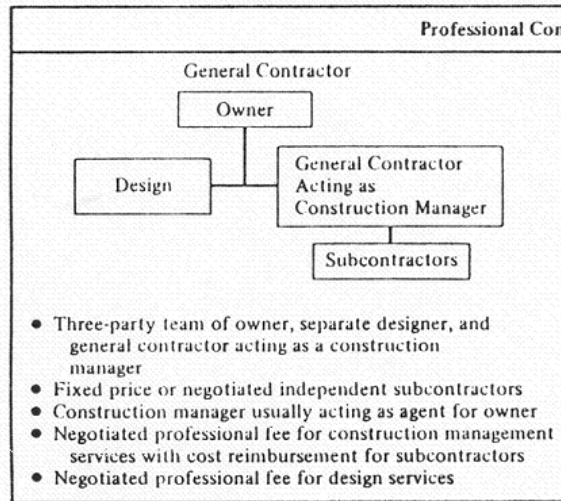 Professional
General Contractor
Owner
Design
General Contractor
Acting as
Construction Manager
Subcontractors
● Three-party team of owner, separate designer, and
general contractor acting as a construction
manager
● Fixed price or negotiated independent subcontractors
● Construction manager usually acting as agent for owner
● Negotiated professional fee for construction management
services with cost reimbursement for subcontractors
● Negotiated professional fee for design services